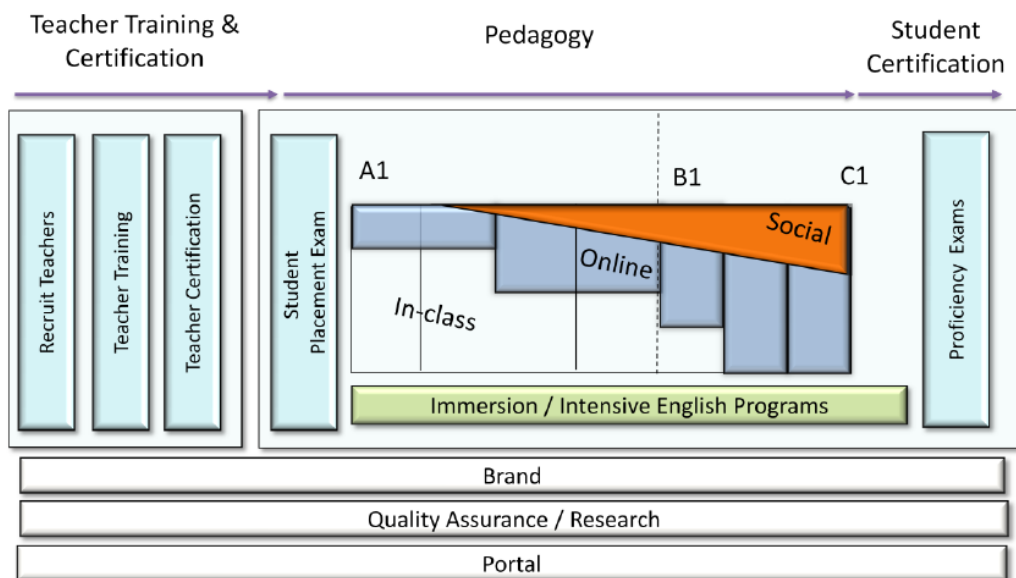 Teacher Training &
Certification
Pedagogy
Student
Certification
Recruit Teachers
Teacher Training
Teacher Certification
Student
Placement Exam
A1
B1
C1
Social
Online
In-class
Immersion / Intensive English Programs
Proficiency Exams
Brand
Quality Assurance / Research
Portal